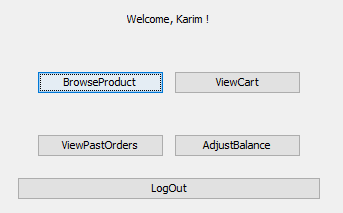 Welcome, Karim !
BrowseProduct
ViewCart
ViewPastOrders
AdjustBalance
LogOut